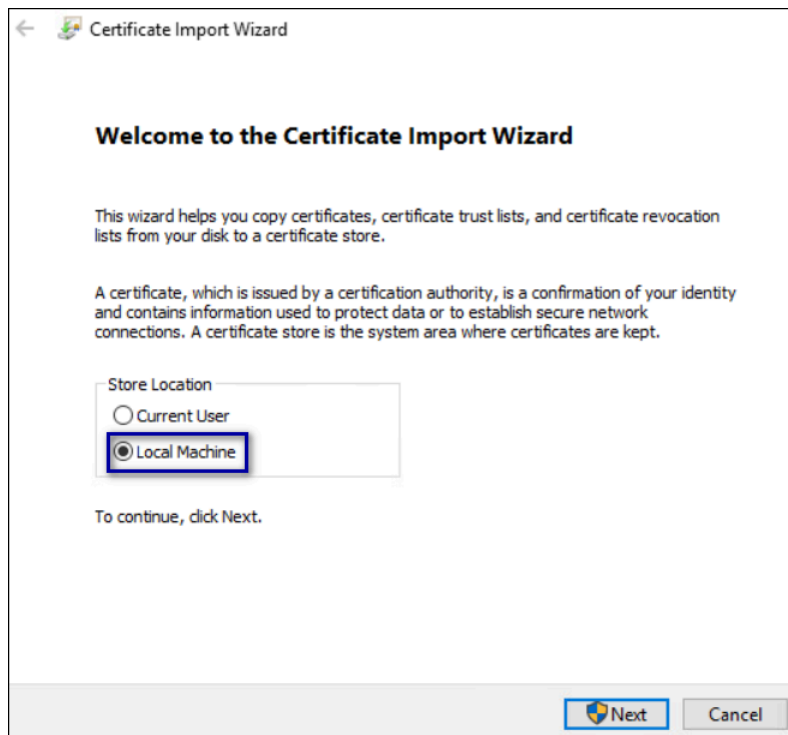 Certificate Import Wizard
Welcome to the Certificate Import Wizard
This wizard helps you copy certificates, certificate trust lists, and certificate revocation
lists from your disk to a certificate store.
A certificate, which is issued by a certification authority, is a confirmation of your identity
and contains information used to protect data or to establish secure network
connections. A certificate store is the system area where certificates are kept.
Store Location
Current User
Local Machine
To continue, click Next.
Next
Cancel